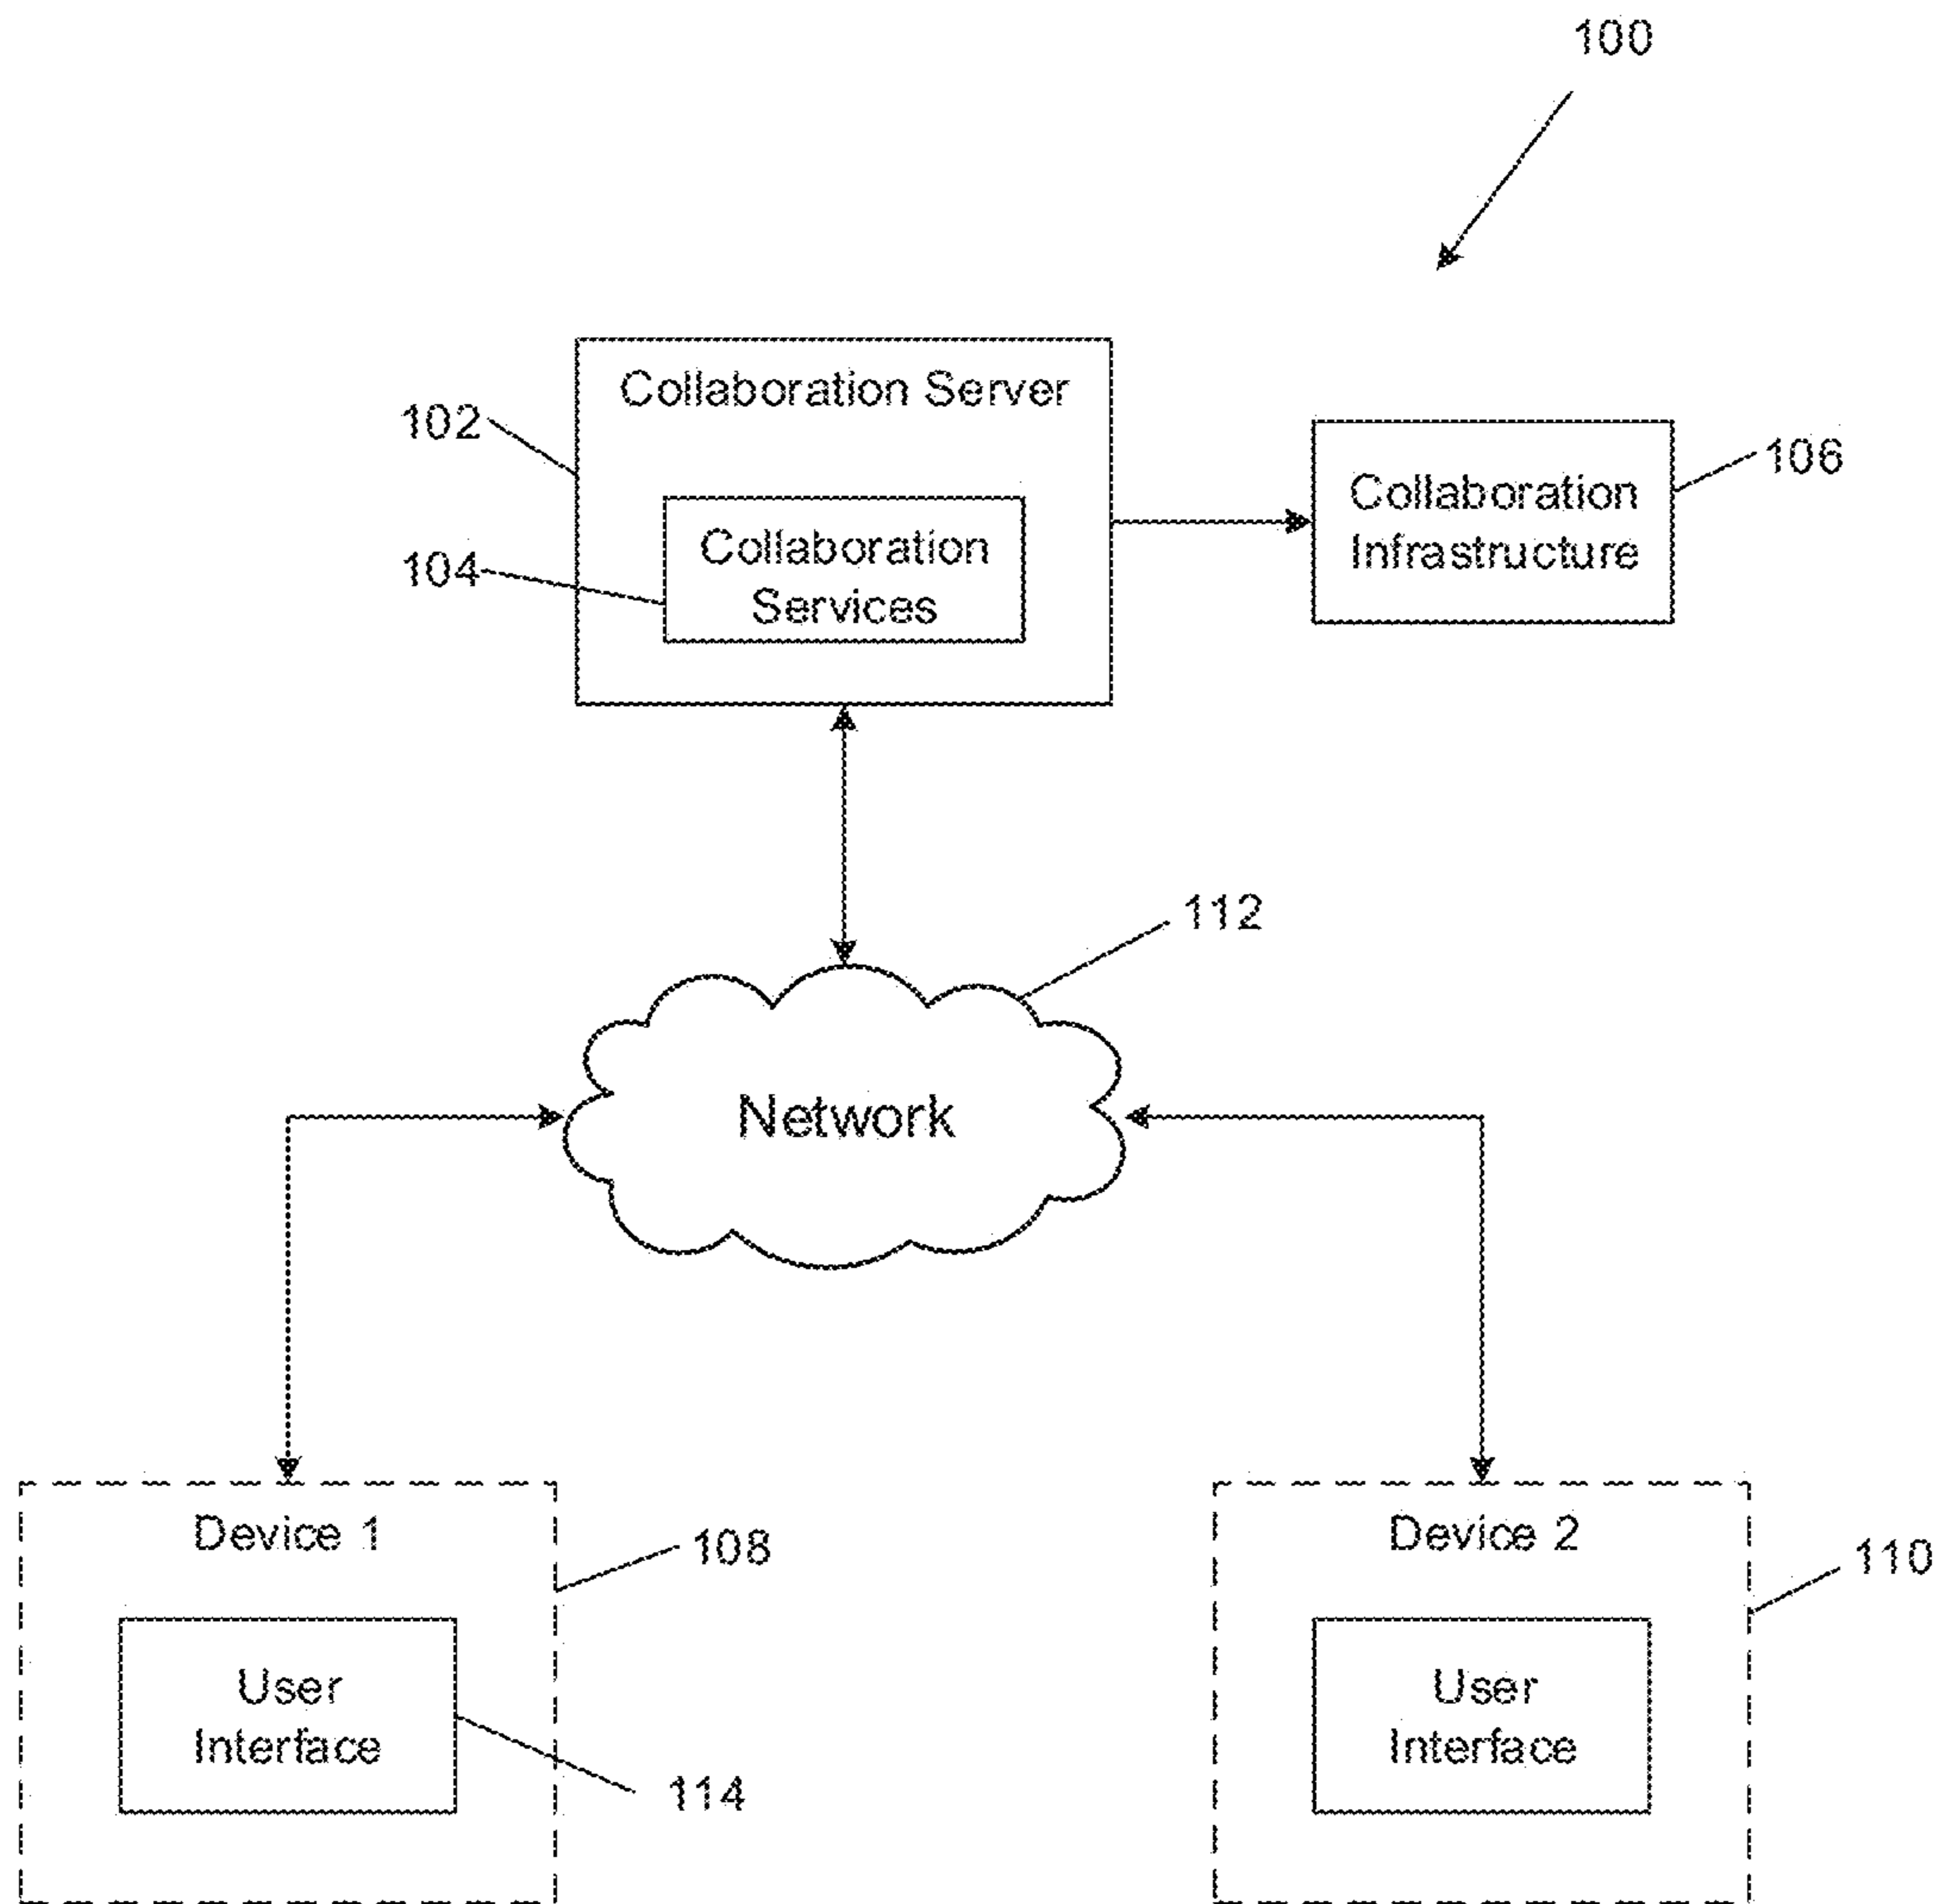 100
Collaboration Server
102
Collaboration
Services
104
Collaboration
Infrastructure
106
112
Network
Device 1
108
User
Interface
114
Device 2
110
User
Interface